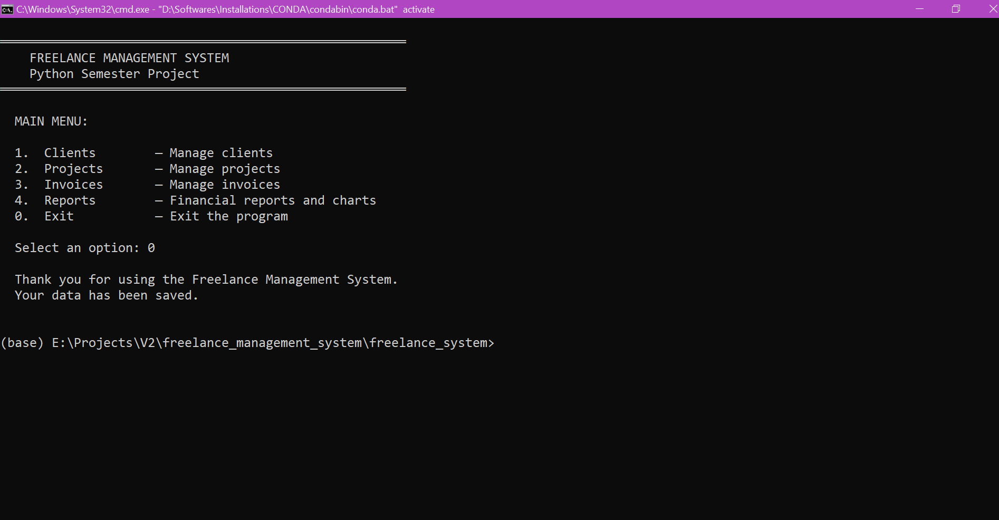 C:\Windows\System32\cmd.exe - "D:\Softwares\Installations\CONDA\condabin\conda.bat"  activate
FREELANCE MANAGEMENT SYSTEM
Python Semester Project
MAIN MENU:
1.  Clients        — Manage clients
2.  Projects       — Manage projects
3.  Invoices       — Manage invoices
4.  Reports        — Financial reports and charts
0.  Exit           — Exit the program
Select an option: 0
Thank you for using the Freelance Management System.
Your data has been saved.
(base) E:\Projects\V2\freelance_management_system\freelance_system>